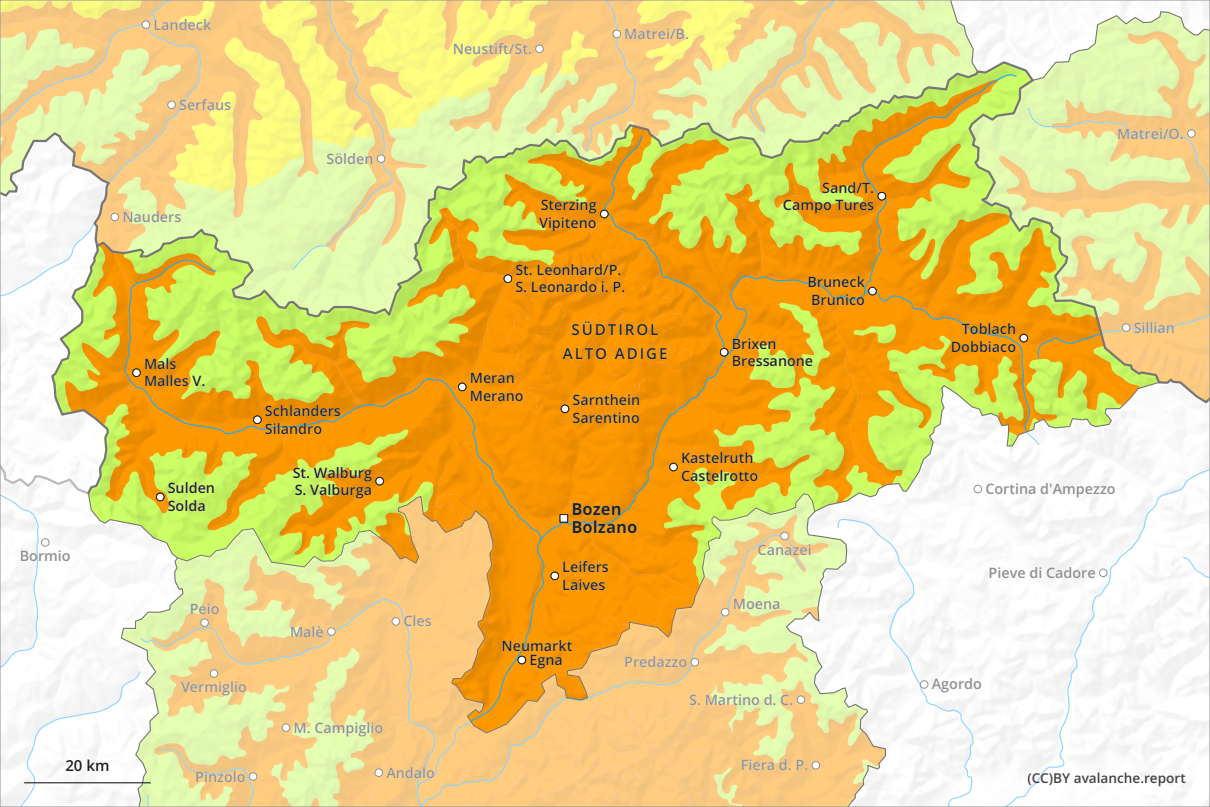 Landeck
Matrei/B.
Neustift/St.
Serfaus
Matrei/O.
Sölden
Sand/T.
Campo Tures
Nauders
Sterzing
Vipiteno
St. Leonhard/P.
S. Leonardo i. P.
Bruneck
Brunico
SÜDTIROL
ALTO ADIGE
Toblach
Dobbiaco
Sillian
Brixen
Bressanone
Mals
Malles V.
Meran
Merano
Sarnthein
Sarentino
Schlanders
Silandro
Kastelruth
Castelrotto
St. Walburg
S. Valburga
Sulden
Solda
Cortina d'Ampezzo
Bozen
Bolzano
Bormio
Canazei
Leifers
Laives
Pieve di Cadore
Peio
Moena
Cles
Malè
Neumarkt
Egna
Predazzo
Vermiglio
Agordo
S. Martino d. C.
M. Campiglio
20 km
Pinzolo
Andalo
Fiera d. P.
(CC)BY avalanche.report